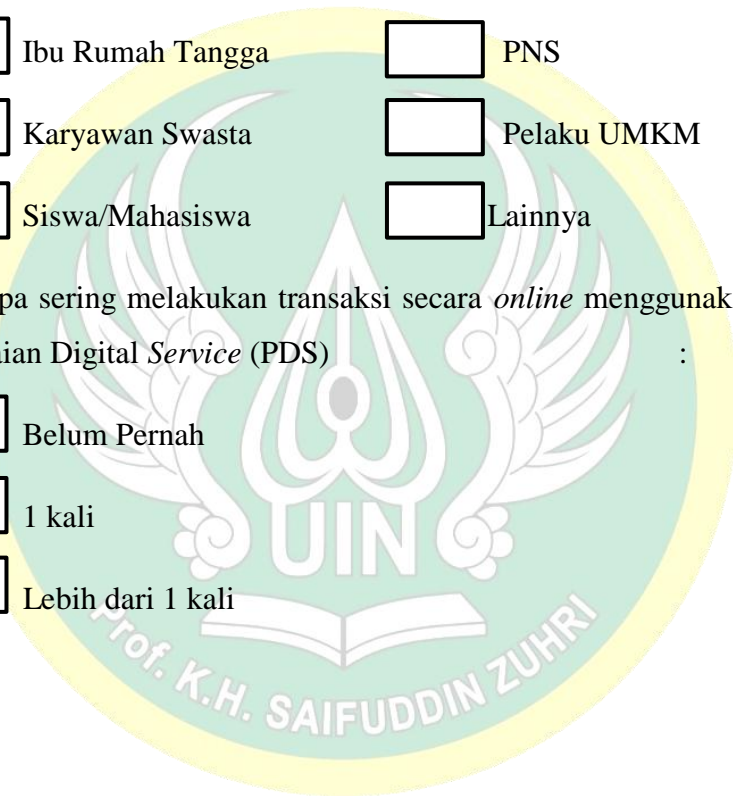 Ibu Rumah Tangga PNS
Karyawan Swasta Pelaku UMKM
Siswa/Mahasiswa Lainnya
pa sering melakukan transaksi secara online menggunak
ian Digital Service (PDS) :
Belum Pernah
1 kali
Lebih dari 1 kali
UIN
Prof. K.H. SAIFUDDIN ZUHRI